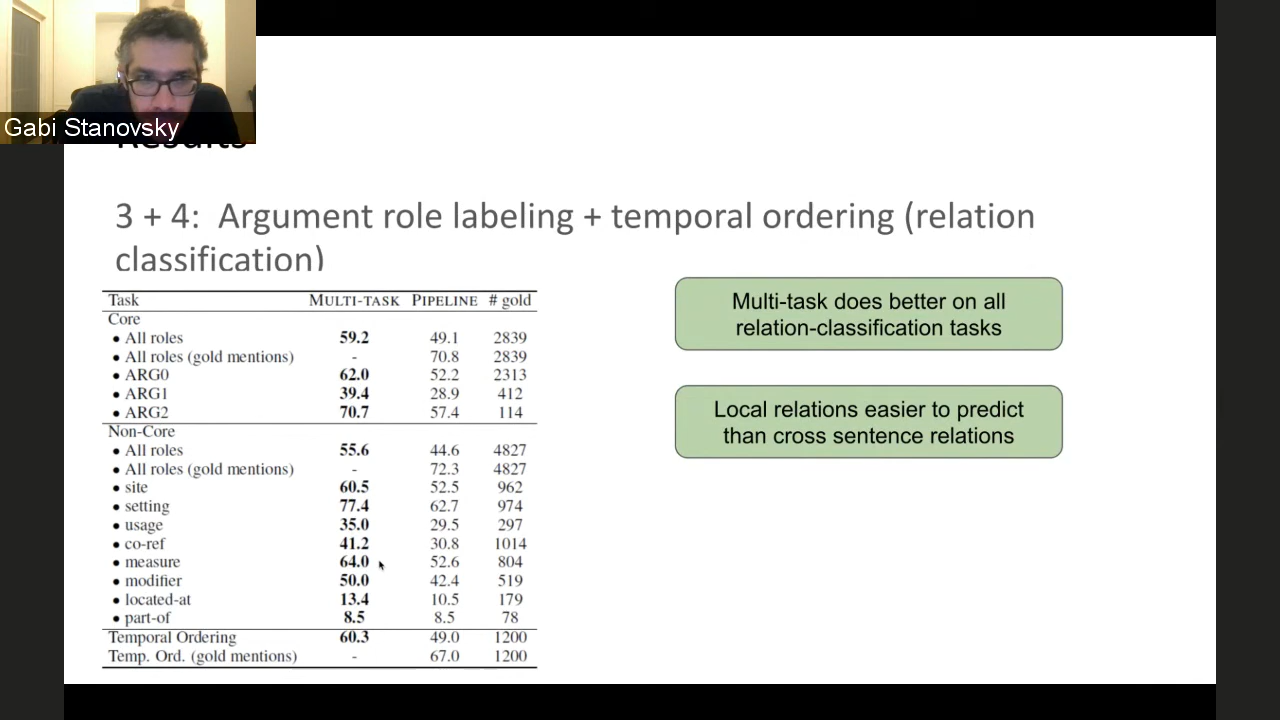 Gabi Stanovsky
Results
3 + 4: Argument role labeling + temporal ordering (relation
classification)
Task MULTI-TASK PIPELINE # gold
Core
• All roles 59.2 49.1 2839
• All roles (gold mentions) - 70.8 2839
• ARG0 62.0 52.2 2313
• ARG1 39.4 28.9 412
• ARG2 70.7 57.4 114
Non-Core
• All roles 55.6 44.6 4827
• All roles (gold mentions) - 72.3 4827
• site 60.5 52.5 962
• setting 77.4 62.7 974
• usage 35.0 29.5 297
• co-ref 41.2 30.8 1014
• measure 64.0 52.6 804
• modifier 50.0 42.4 519
• located-at 13.4 10.5 179
• part-of 8.5 8.5 78
Temporal Ordering 60.3 49.0 1200
Temp. Ord. (gold mentions) - 67.0 1200
Multi-task does better on all
relation-classification tasks
Local relations easier to predict
than cross sentence relations